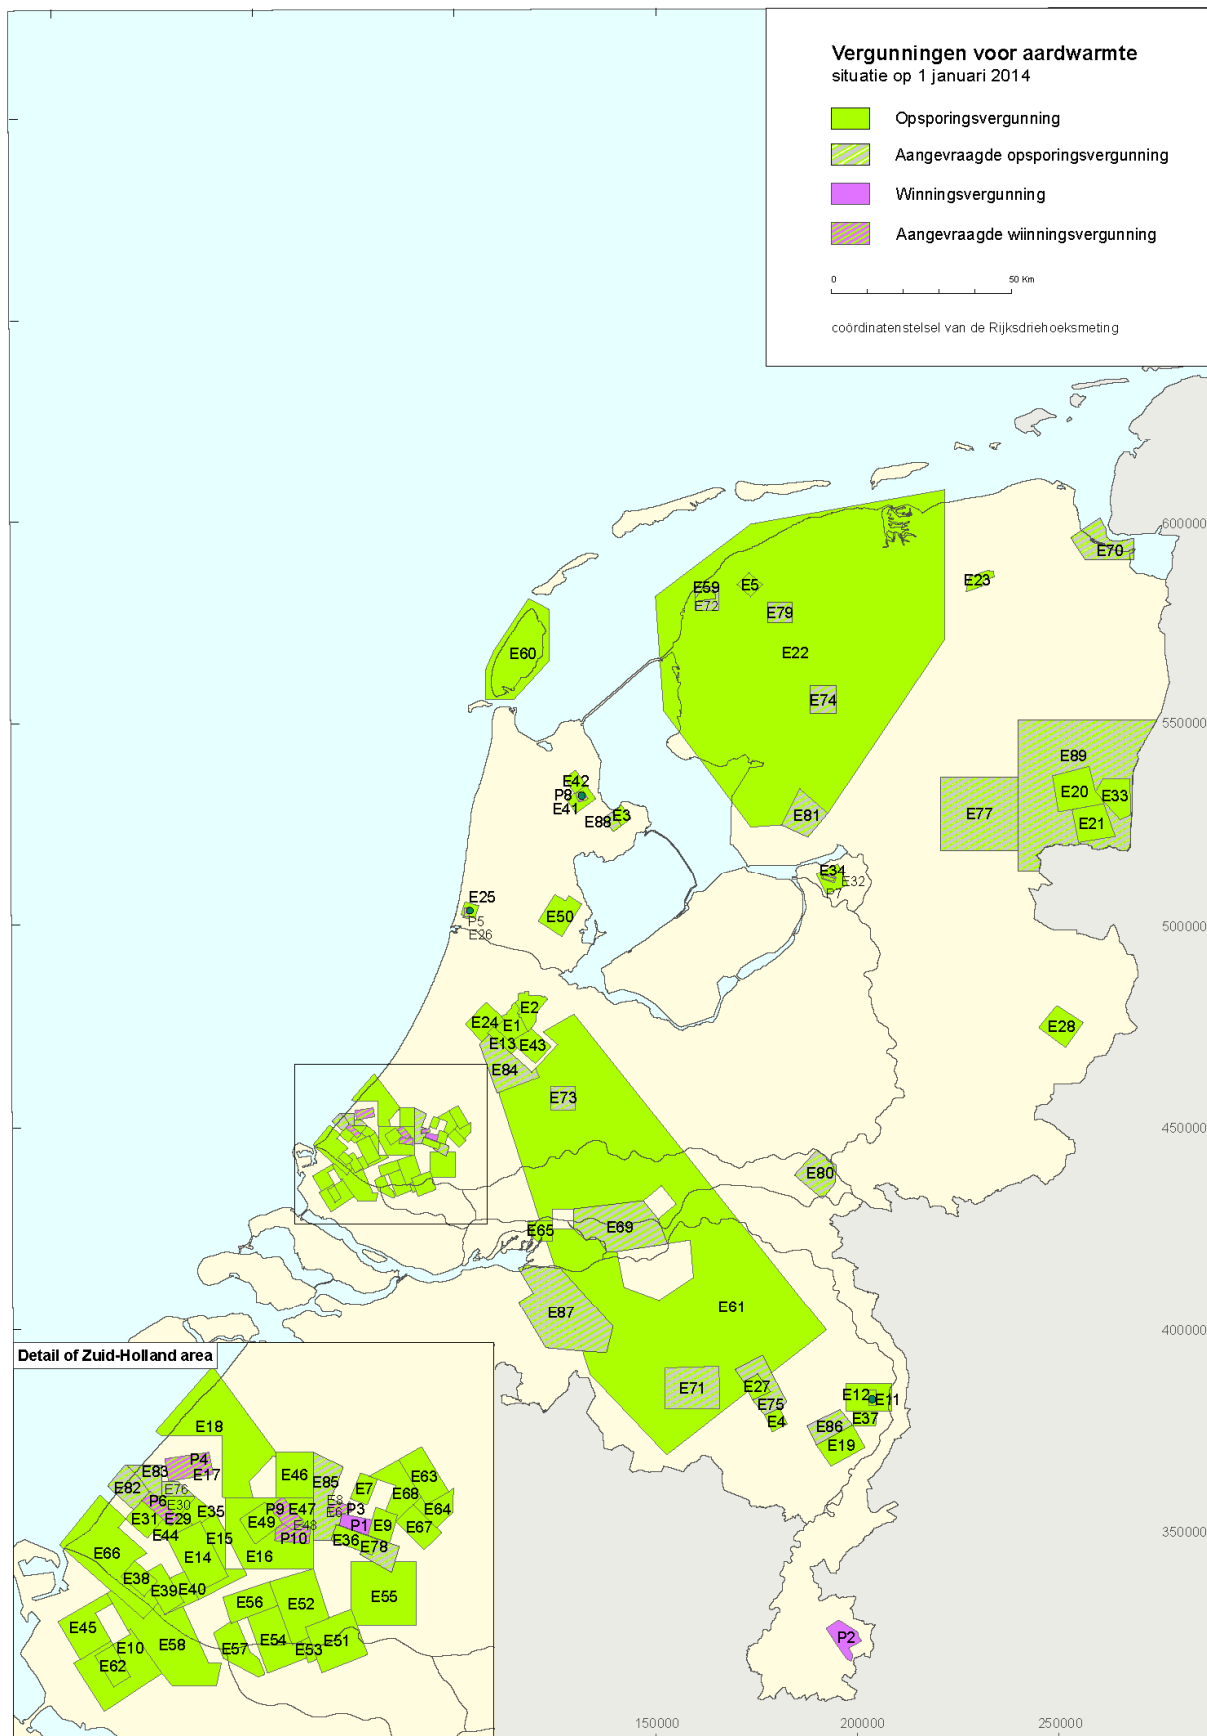 Vergunningen voor aardwarmte
situatie op 1 januari 2014
Opsporingsvergunning
Aangevraagde opsporingsvergunning
Winningsvergunning
Aangevraagde wiinningsvergunning
0 50 Km
coördinatenstelsel van de Rijksdriehoeksmeting
600000
E70
E23
E59
E5
E72
E79
E22
E60
E74
550000
E89
E42
P8
E20
E33
E41
E3
E88
E81
E77
E21
E34
E32
P7
E25
P5
E26
E50
500000
E2
E24
E1
E28
E13
E43
E84
E73
450000
E80
E65
E69
E61
E87
400000
Detail of Zuid-Holland area
E71
E27
E75
E4
E12
E11
E37
E86
E19
E18
P4
E83
E17
E82
E76
E46
E85
E7
E63
P6
E30
E35
E68
E31
E29
P9
E47
E8
E6
P3
E64
E44
E49
E48
P1
E9
E67
E15
P10
E36
E66
E14
E16
E78
350000
E38
E39
E40
E56
E52
E55
E45
E10
E58
E57
E54
E53
E51
E62
P2
150000
200000
250000